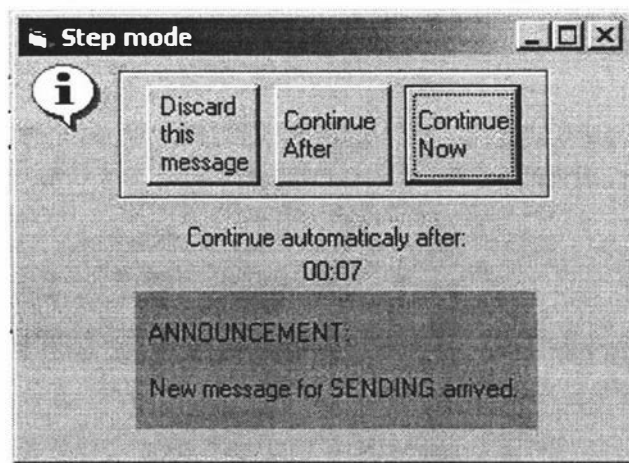 Step mode
Discard
this
message
Continue
After
Continue
Now
Continue automaticaly after:
00:07
ANNOUNCEMENT:
New message for SENDING arrived.